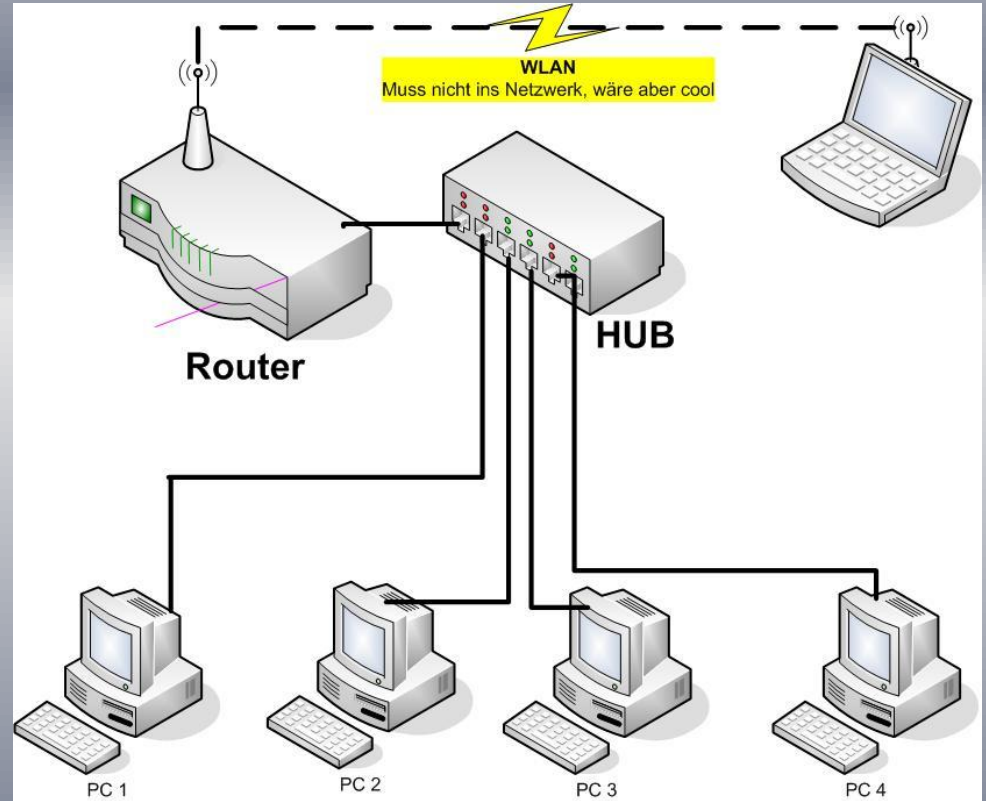 WLAN
Muss nicht ins Netzwerk, wäre aber cool
Router
HUB
PC 1
PC 2
PC 3
PC 4